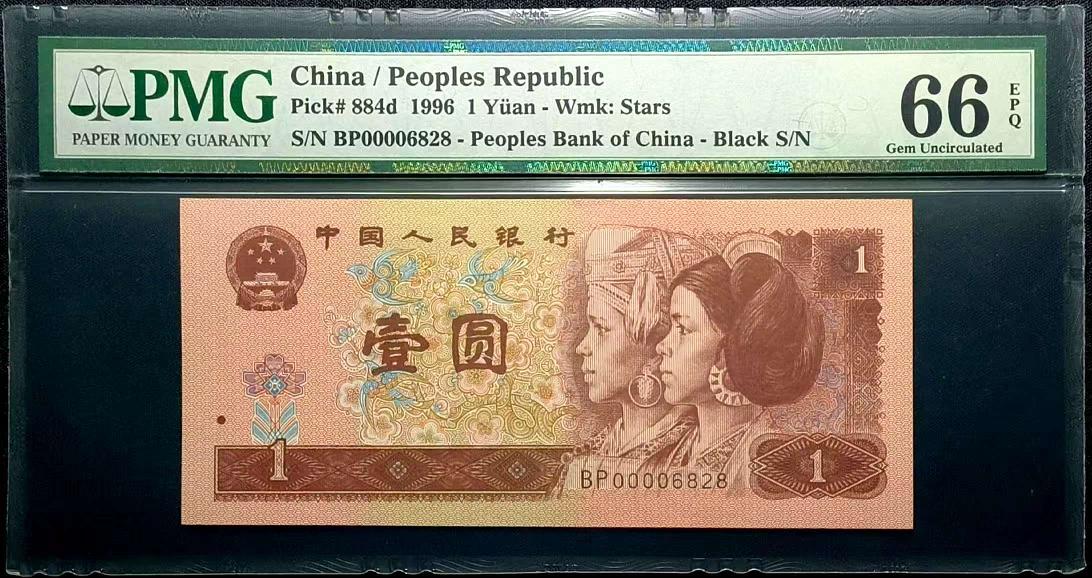 PMG
PAPER MONEY GUARANTY
China / Peoples Republic
Pick# 884d 1996 1 Yüan - Wmk: Stars
S/N BP00006828 - Peoples Bank of China - Black S/N
66
EPQ
Gem Uncirculated
中国人民银行
1
壹圆
1
BP00006828
1